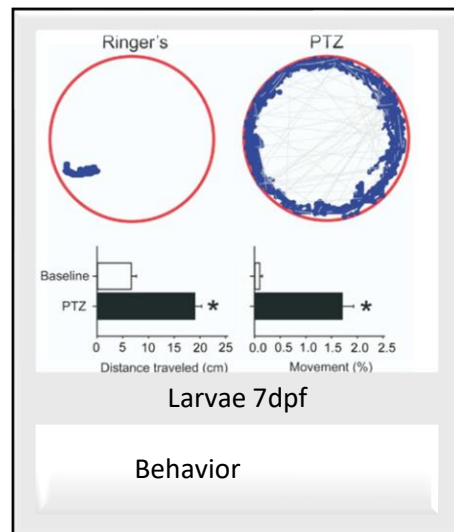 Ringer's PTZ
Baseline
PTZ
*
*
0 5 10 15 20 25 0.0 0.5 1.0 1.5 2.0 2.5
Distance traveled (cm) Movement (%)
Larvae 7dpf
Behavior